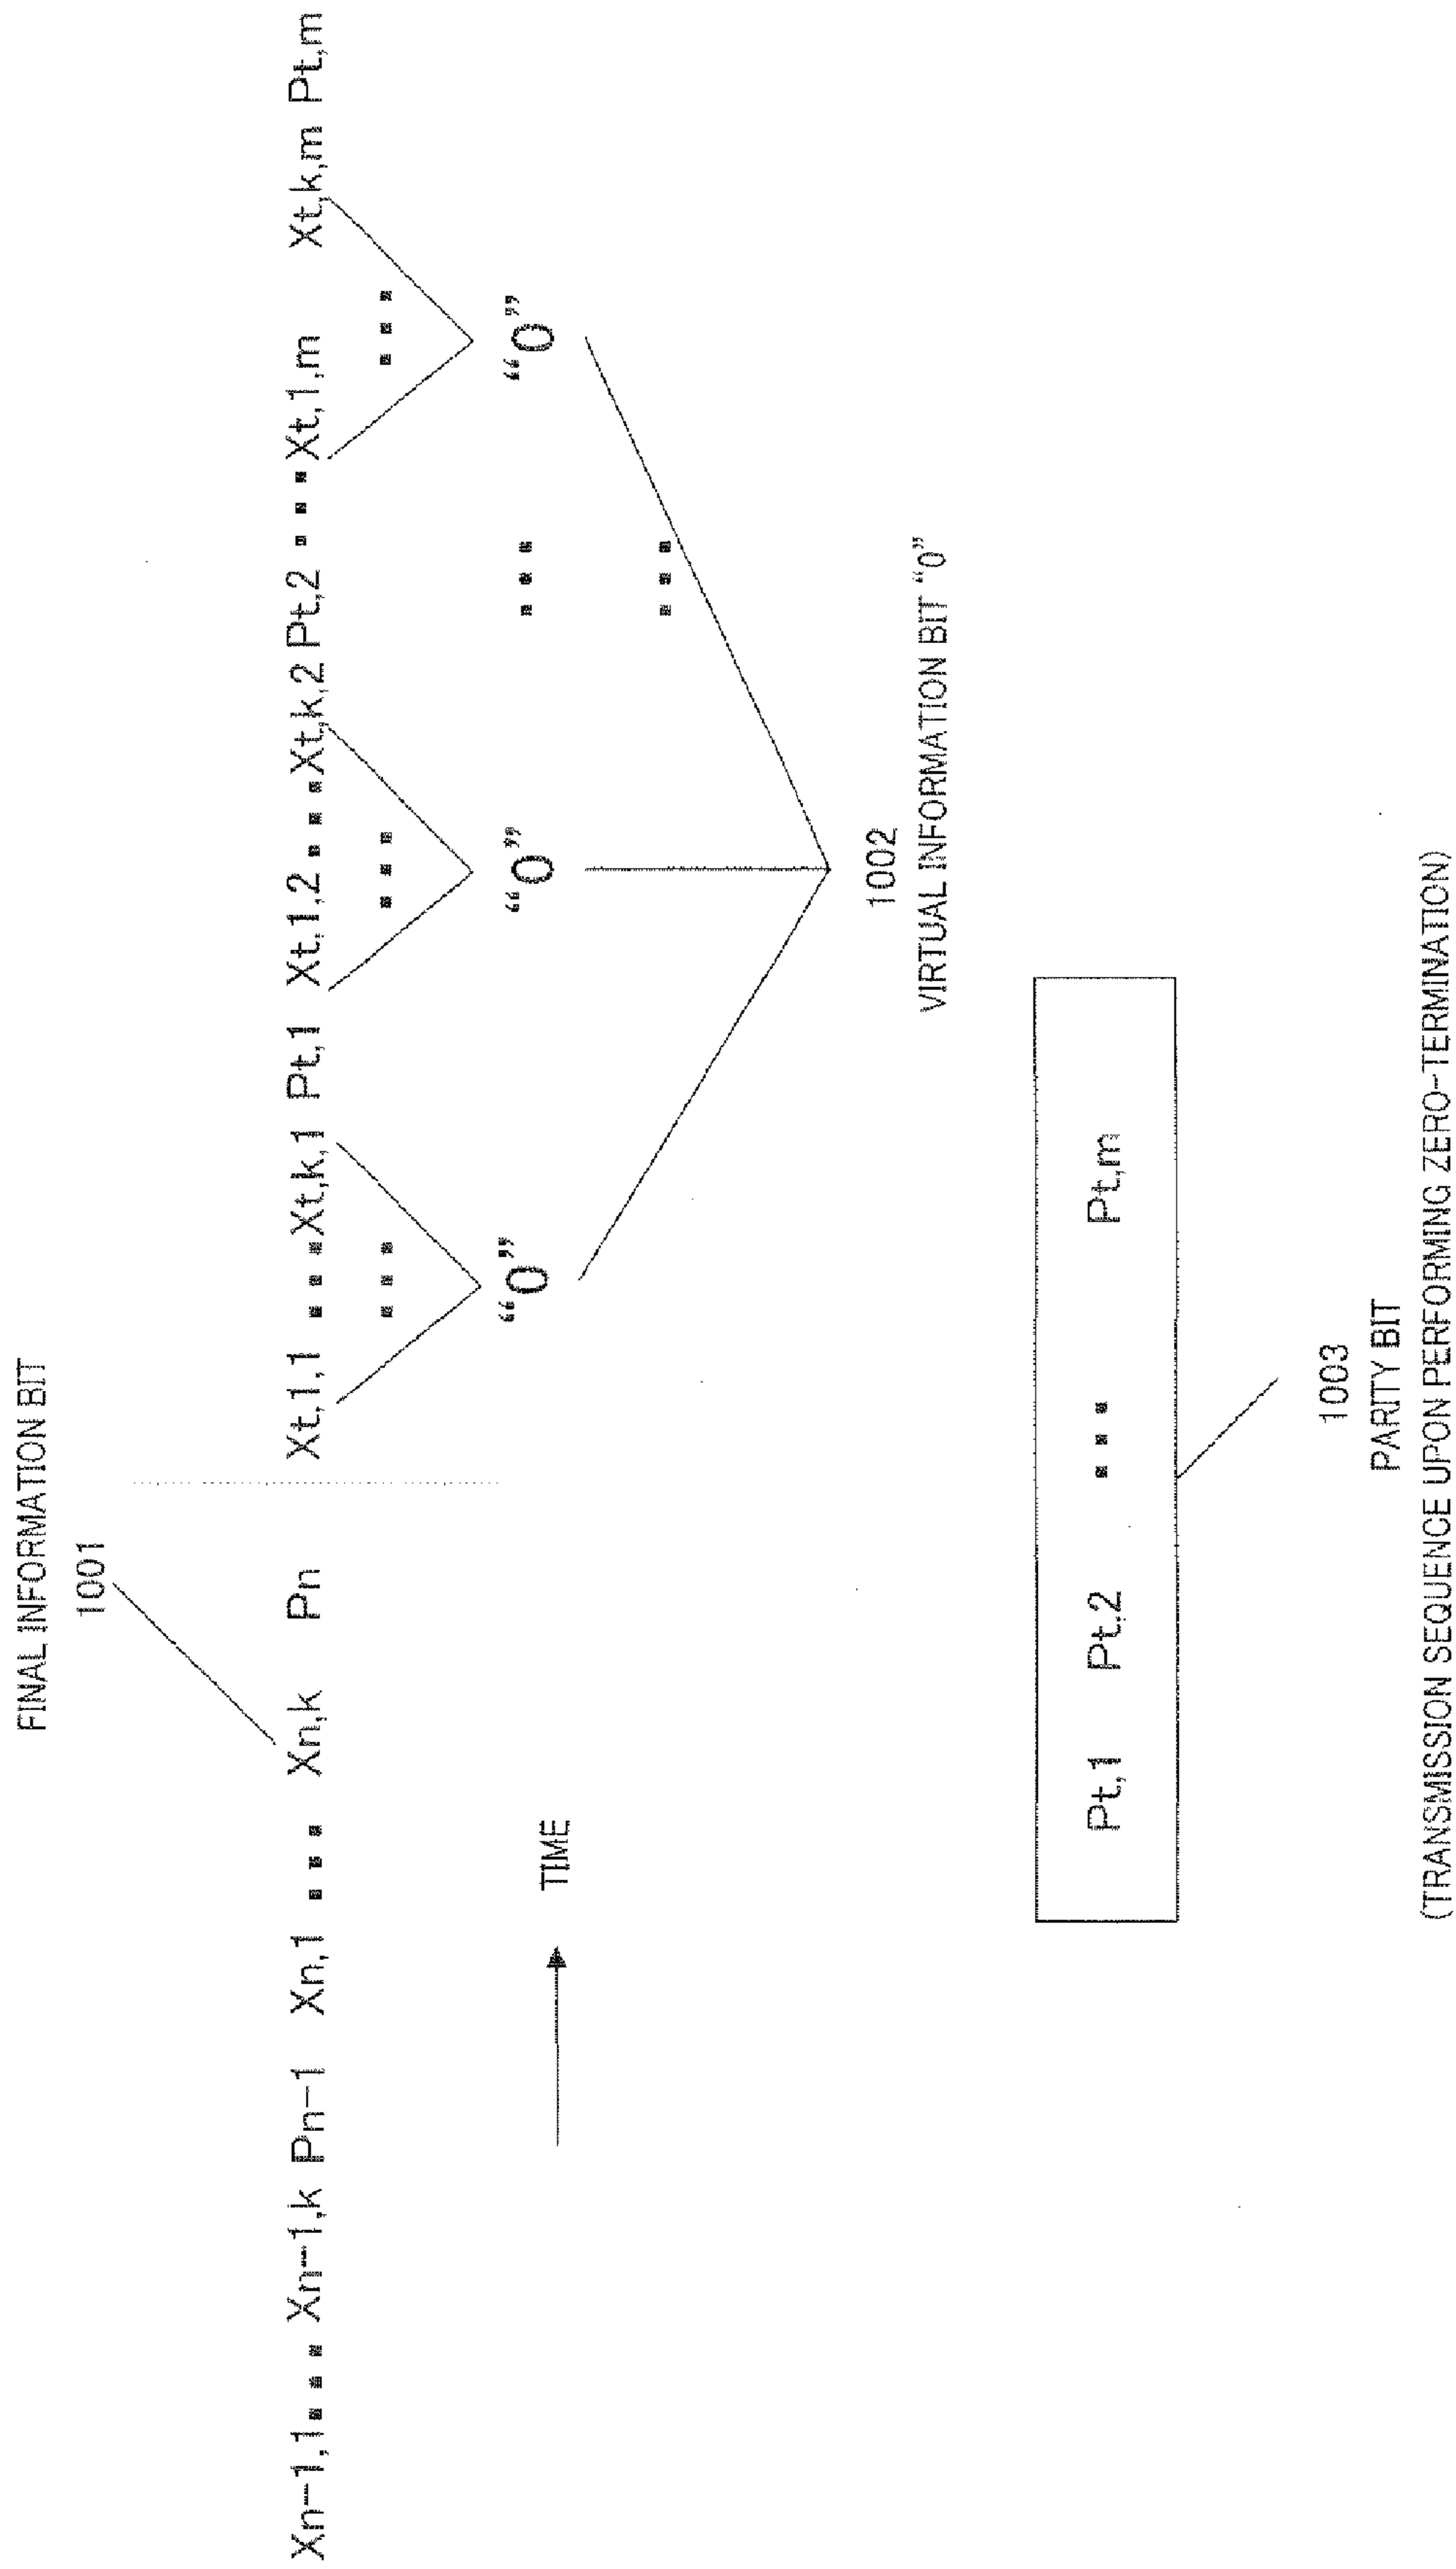 FINAL INFORMATION BIT
1001
Xn-1,1 ▪▪▪ Xn-1,k Pn-1 Xn,1 ▪▪▪ Xn,k Pn Xt,1,1 ▪▪▪ Xt,k,1 Pt,1 Xt,1,2 ▪▪▪ Xt,k,2 Pt,2 ▪▪▪ Xt,1,m Xt,k,m Pt,m
▪▪▪ ▪▪▪ ▪▪▪
“0” “0” ▪▪▪ “0”
TIME
▪▪▪
1002
VIRTUAL INFORMATION BIT “0”
Pt,1 Pt,2 ▪▪▪ Pt,m
1003
PARITY BIT
(TRANSMISSION SEQUENCE UPON PERFORMING ZERO-TERMINATION)